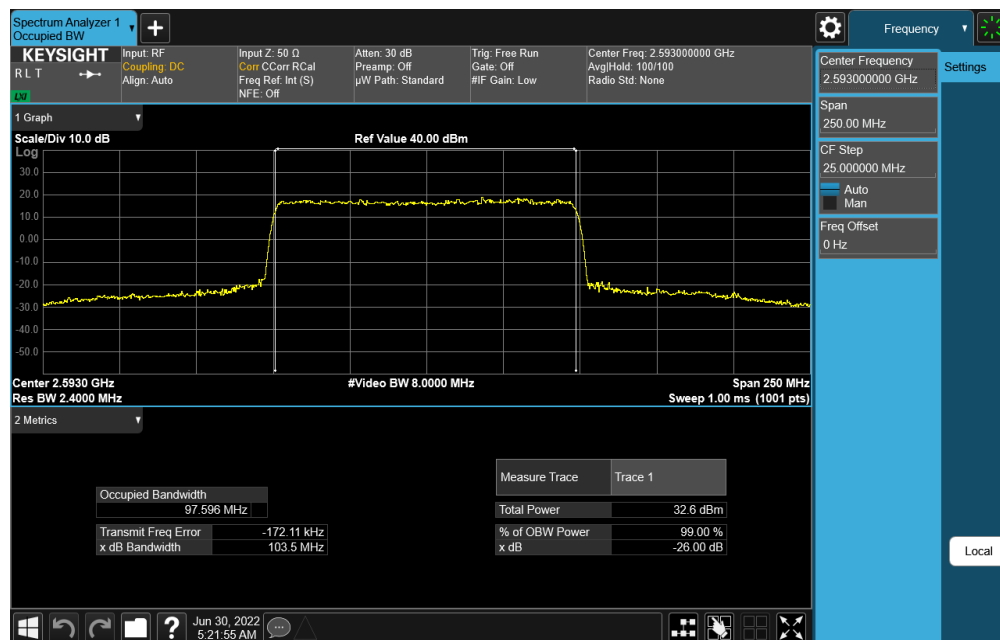 Spectrum Analyzer 1
Occupied BW
Frequency
KEYSIGHT
R L T
LXI
Input: RF
Coupling: DC
Align: Auto
Input Z: 50 Ω
Corr CCorr RCal
Freq Ref: Int (S)
NFE: Off
Atten: 30 dB
Preamp: Off
µW Path: Standard
Trig: Free Run
Gate: Off
#IF Gain: Low
Center Freq: 2.593000000 GHz
Avg|Hold: 100/100
Radio Std: None
Center Frequency
2.593000000 GHz
Settings
Span
250.00 MHz
CF Step
25.000000 MHz
Auto
Man
Freq Offset
0 Hz
Local
1 Graph
Scale/Div 10.0 dB
Ref Value 40.00 dBm
Log
30.0
20.0
10.0
0.00
-10.0
-20.0
-30.0
-40.0
-50.0
Center 2.5930 GHz
#Video BW 8.0000 MHz
Span 250 MHz
Res BW 2.4000 MHz
Sweep 1.00 ms (1001 pts)
2 Metrics
Measure Trace
Trace 1
Occupied Bandwidth
97.596 MHz
Total Power
32.6 dBm
Transmit Freq Error
-172.11 kHz
% of OBW Power
99.00 %
x dB Bandwidth
103.5 MHz
x dB
-26.00 dB
?
Jun 30, 2022
5:21:55 AM